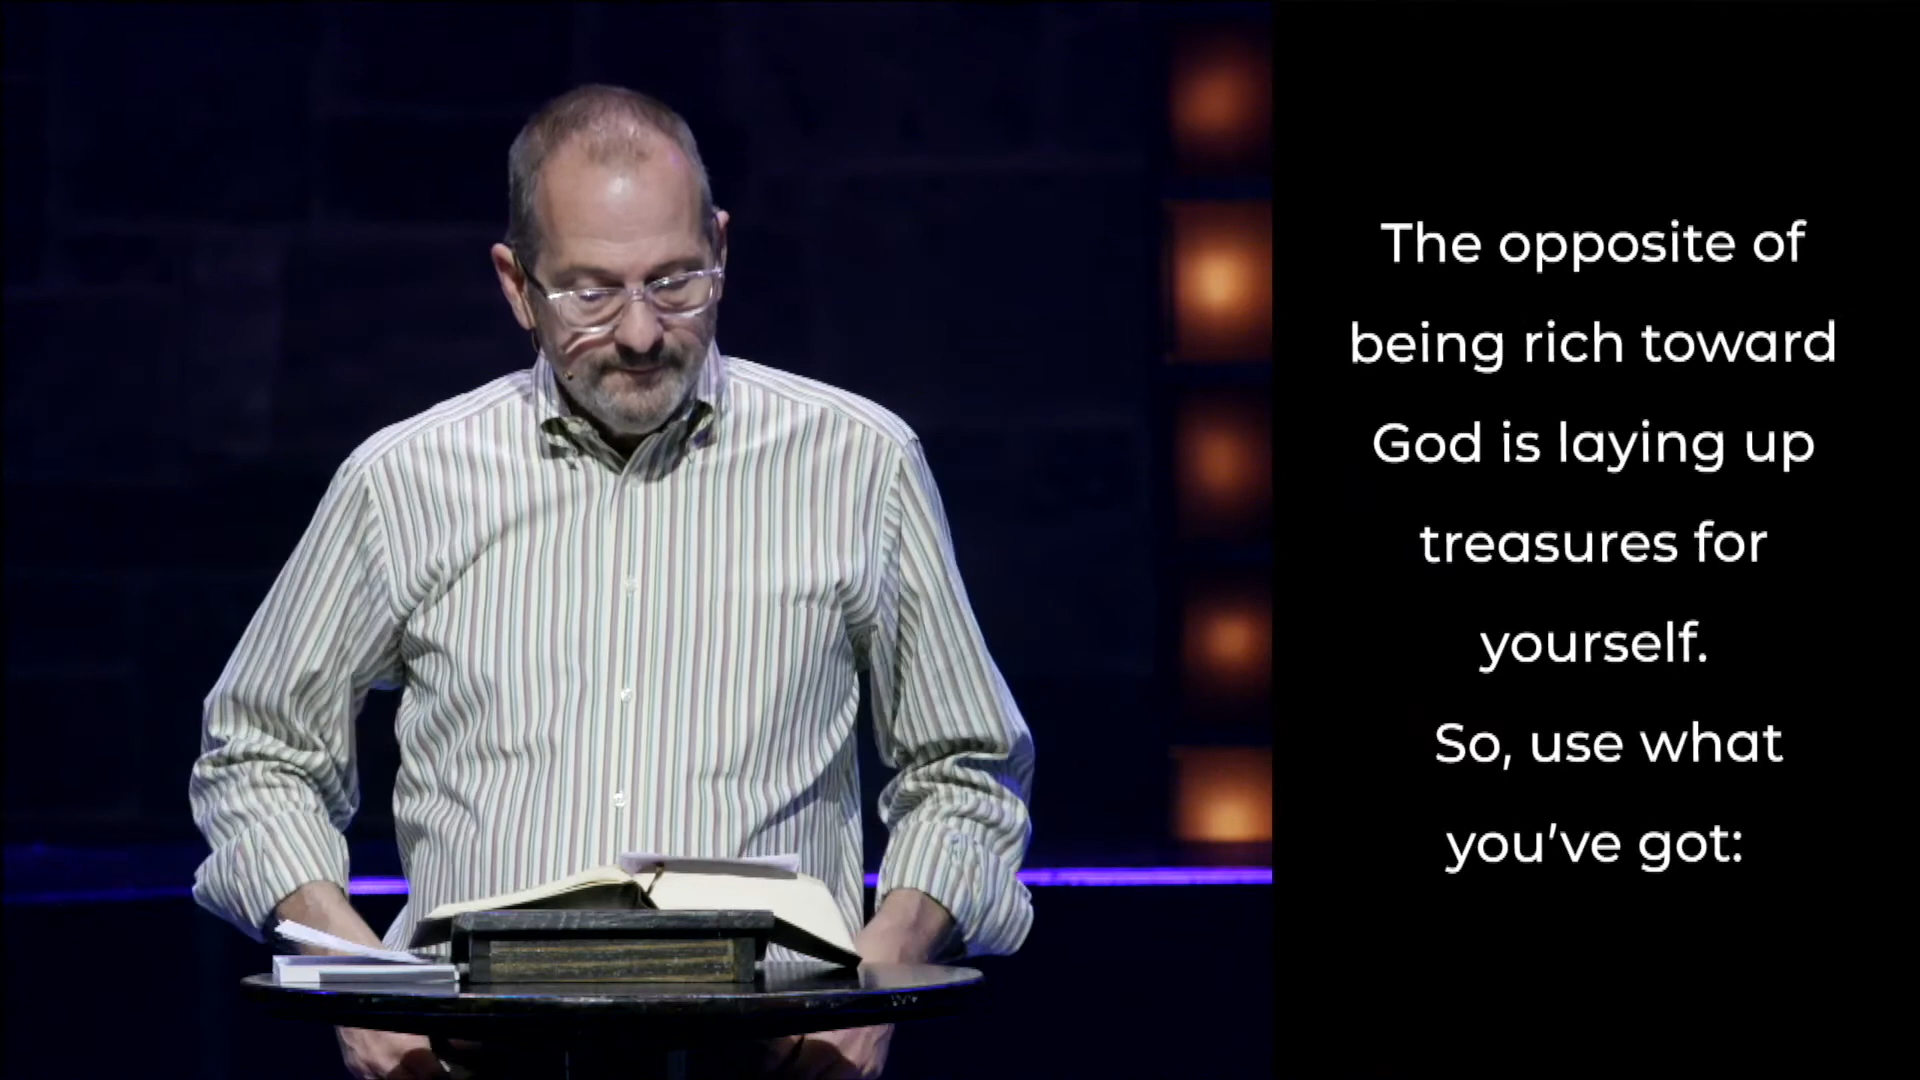 The opposite of
being rich toward
God is laying up
treasures for
yourself.
So, use what
you've got: